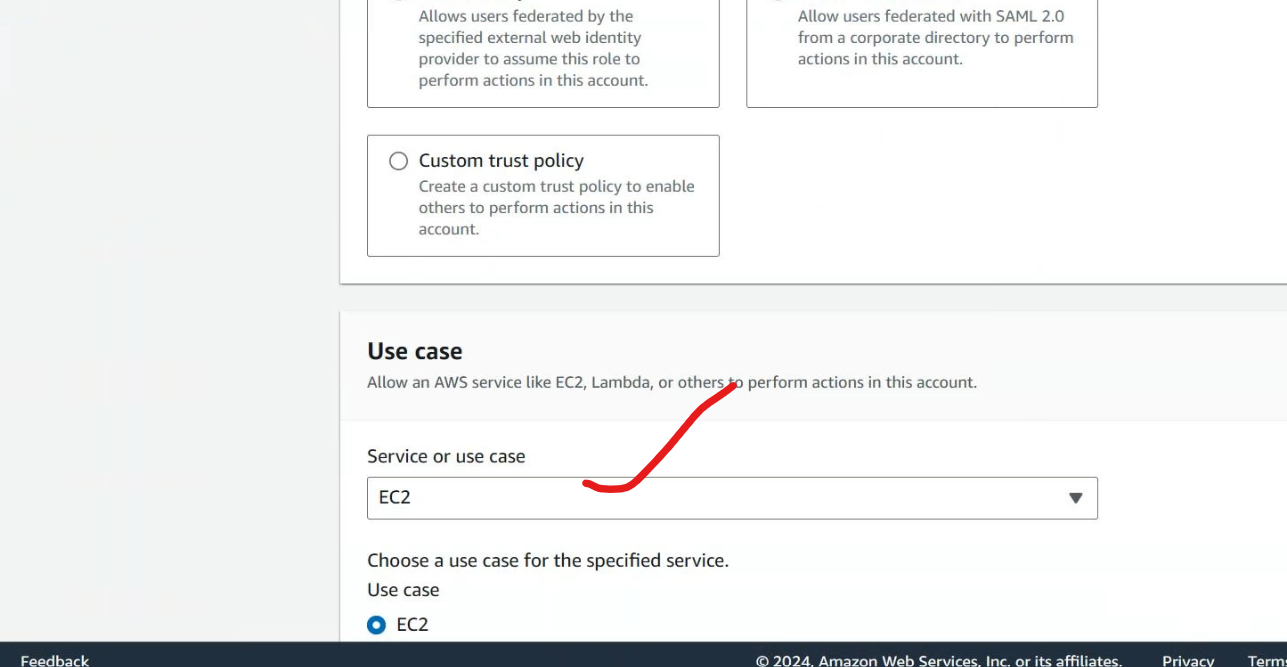 Allows users federated by the
specified external web identity
provider to assume this role to
perform actions in this account.
Allow users federated with SAML 2.0
from a corporate directory to perform
actions in this account.
Custom trust policy
Create a custom trust policy to enable
others to perform actions in this
account.
Use case
Allow an AWS service like EC2, Lambda, or others to perform actions in this account.
Service or use case
EC2
Choose a use case for the specified service.
Use case
EC2
Feedback
© 2024, Amazon Web Services, Inc. or its affiliates.
Privacy
Terms